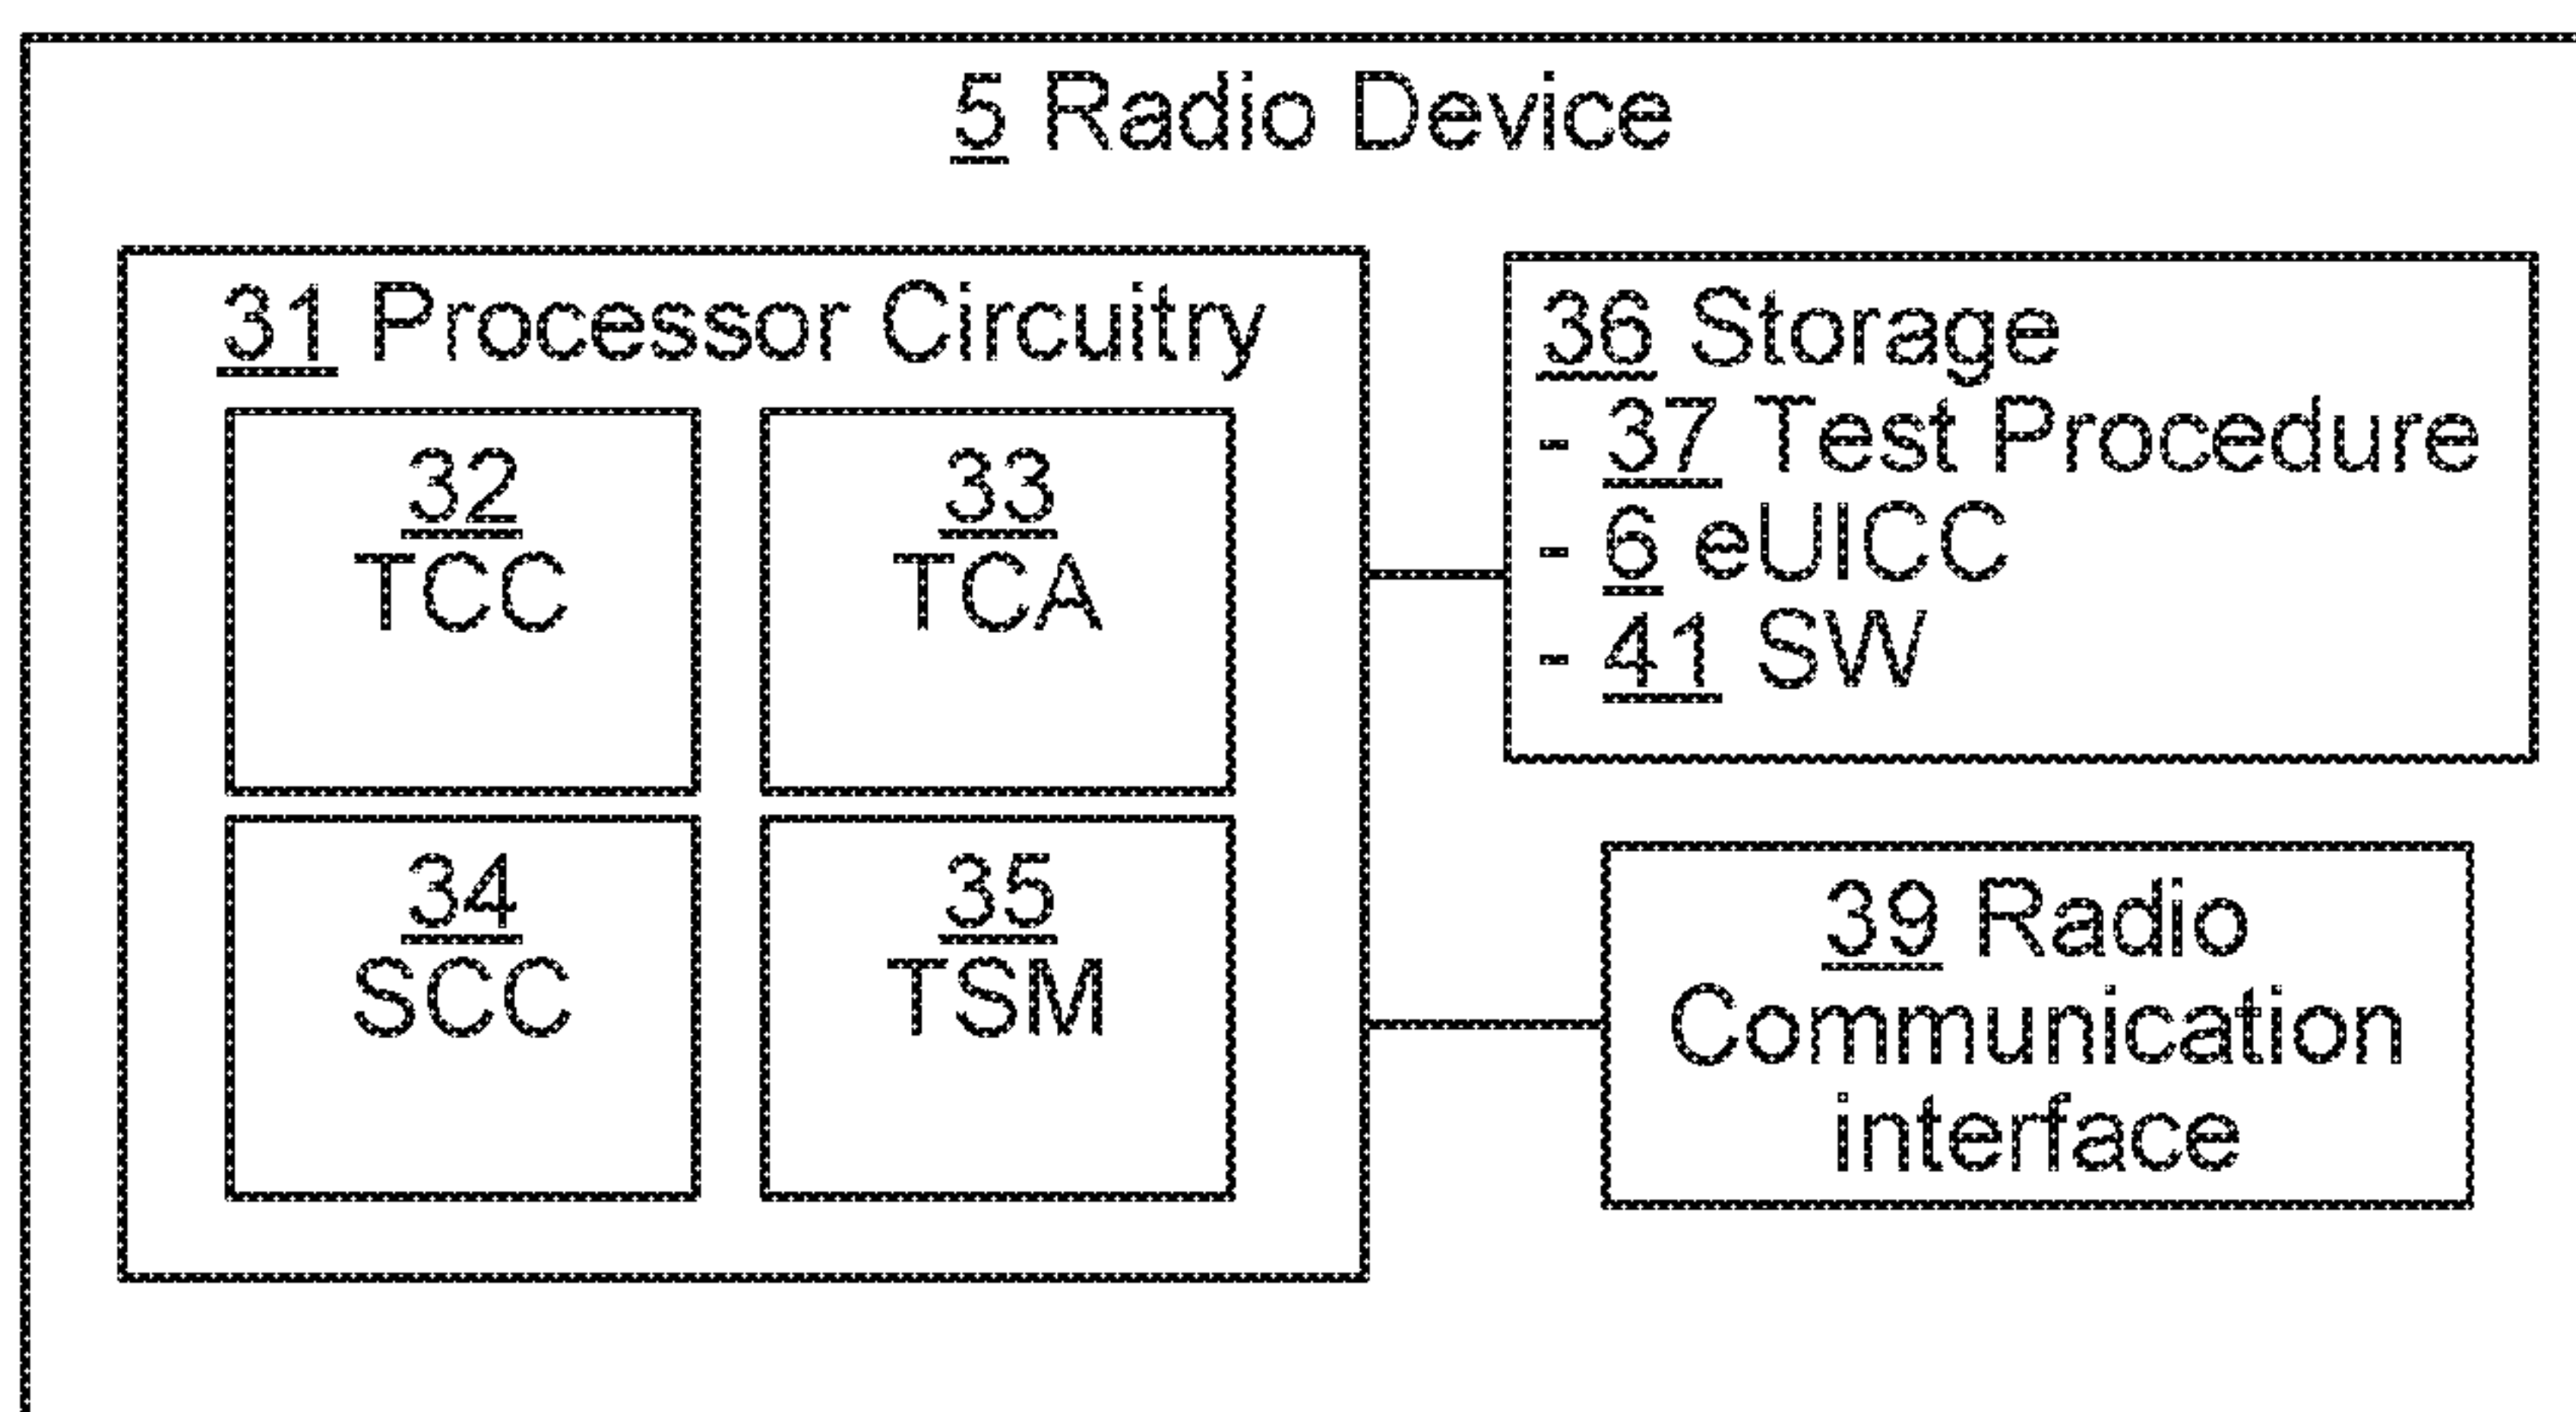 5 Radio Device
31 Processor Circuitry
32
TCC
33
TCA
34
SCC
35
TSM
36 Storage
- 37 Test Procedure
- 6 eUICC
- 41 SW
39 Radio
Communication
interface